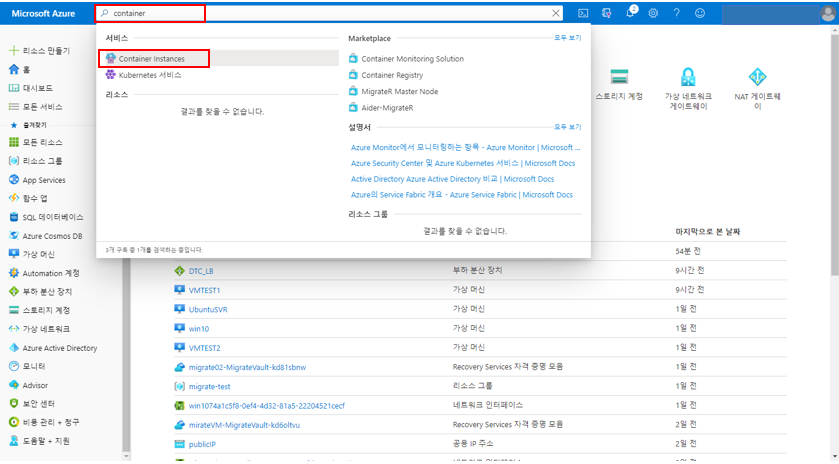 Microsoft Azure
container
1
서비스
Container Instances
Kubernetes 서비스
리소스
결과를 찾을 수 없습니다.
3개 구독 중 1개를 검색하는 중입니다.
Marketplace
모두 보기
Container Monitoring Solution
Container Registry
MigrateR Master Node
Aider-MigrateR
설명서
모두 보기
Azure Monitor에서 모니터링하는 항목 - Azure Monitor | Microsoft ...
Azure Security Center 및 Azure Kubernetes 서비스 | Microsoft Docs
Active Directory Azure Active Directory 비교 | Microsoft Docs
Azure의 Service Fabric 개요 - Azure Service Fabric | Microsoft Docs
리소스 그룹
결과를 찾을 수 없습니다.
리소스 만들기
홈
대시보드
모든 서비스
즐겨찾기
모든 리소스
리소스 그룹
App Services
함수 앱
SQL 데이터베이스
Azure Cosmos DB
가상 머신
Automation 계정
부하 분산 장치
스토리지 계정
가상 네트워크
Azure Active Directory
모니터
Advisor
보안 센터
비용 관리 + 청구
도움말 + 지원
스토리지 계정
가상 네트워크
게이트웨이
NAT 게이트웨
이
마지막으로 본 날짜
54분 전
DTC_LB 부하 분산 장치 9시간 전
VMTEST1 가상 머신 9시간 전
UbuntuSVR 가상 머신 1일 전
win10 가상 머신 1일 전
VMTEST2 가상 머신 1일 전
migrate02-MigrateVault-kd81sbnw Recovery Services 자격 증명 모음 1일 전
migrate-test 리소스 그룹 1일 전
win1074a1c5f8-0ef4-4d32-81a5-22204521cecf 네트워크 인터페이스 1일 전
mirateVM-MigrateVault-kd6oltvu Recovery Services 자격 증명 모음 2일 전
publicIP 공용 IP 주소 2일 전